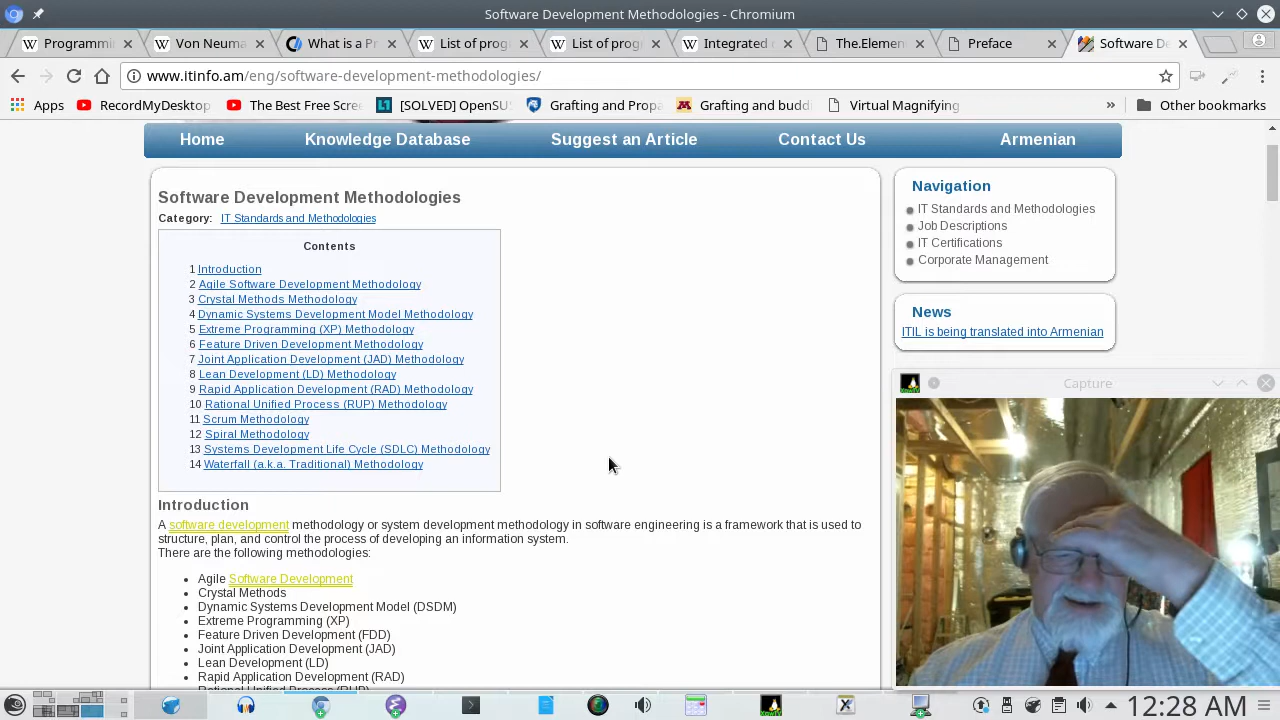 Software Development Methodologies - Chromium
Programmi
Von Neuma
What is a Pr
List of prog
List of prog
Integrated
The.Elemen
Preface
Software De
www.itinfo.am/eng/software-development-methodologies/
Apps
RecordMyDesktop
The Best Free Scre
[SOLVED] OpenSUS
Grafting and Propa
Grafting and buddi
Virtual Magnifying
»
Other bookmarks
Home
Knowledge Database
Suggest an Article
Contact Us
Armenian
Software Development Methodologies
Category: IT Standards and Methodologies
Contents
1 Introduction
2 Agile Software Development Methodology
3 Crystal Methods Methodology
4 Dynamic Systems Development Model Methodology
5 Extreme Programming (XP) Methodology
6 Feature Driven Development Methodology
7 Joint Application Development (JAD) Methodology
8 Lean Development (LD) Methodology
9 Rapid Application Development (RAD) Methodology
10 Rational Unified Process (RUP) Methodology
11 Scrum Methodology
12 Spiral Methodology
13 Systems Development Life Cycle (SDLC) Methodology
14 Waterfall (a.k.a. Traditional) Methodology
Introduction
A software development methodology or system development methodology in software engineering is a framework that is used to
structure, plan, and control the process of developing an information system.
There are the following methodologies:
Agile Software Development
Crystal Methods
Dynamic Systems Development Model (DSDM)
Extreme Programming (XP)
Feature Driven Development (FDD)
Joint Application Development (JAD)
Lean Development (LD)
Rapid Application Development (RAD)
Rational Unified Process (RUP)
Navigation
IT Standards and Methodologies
Job Descriptions
IT Certifications
Corporate Management
News
ITIL is being translated into Armenian
Capture
12:28 AM